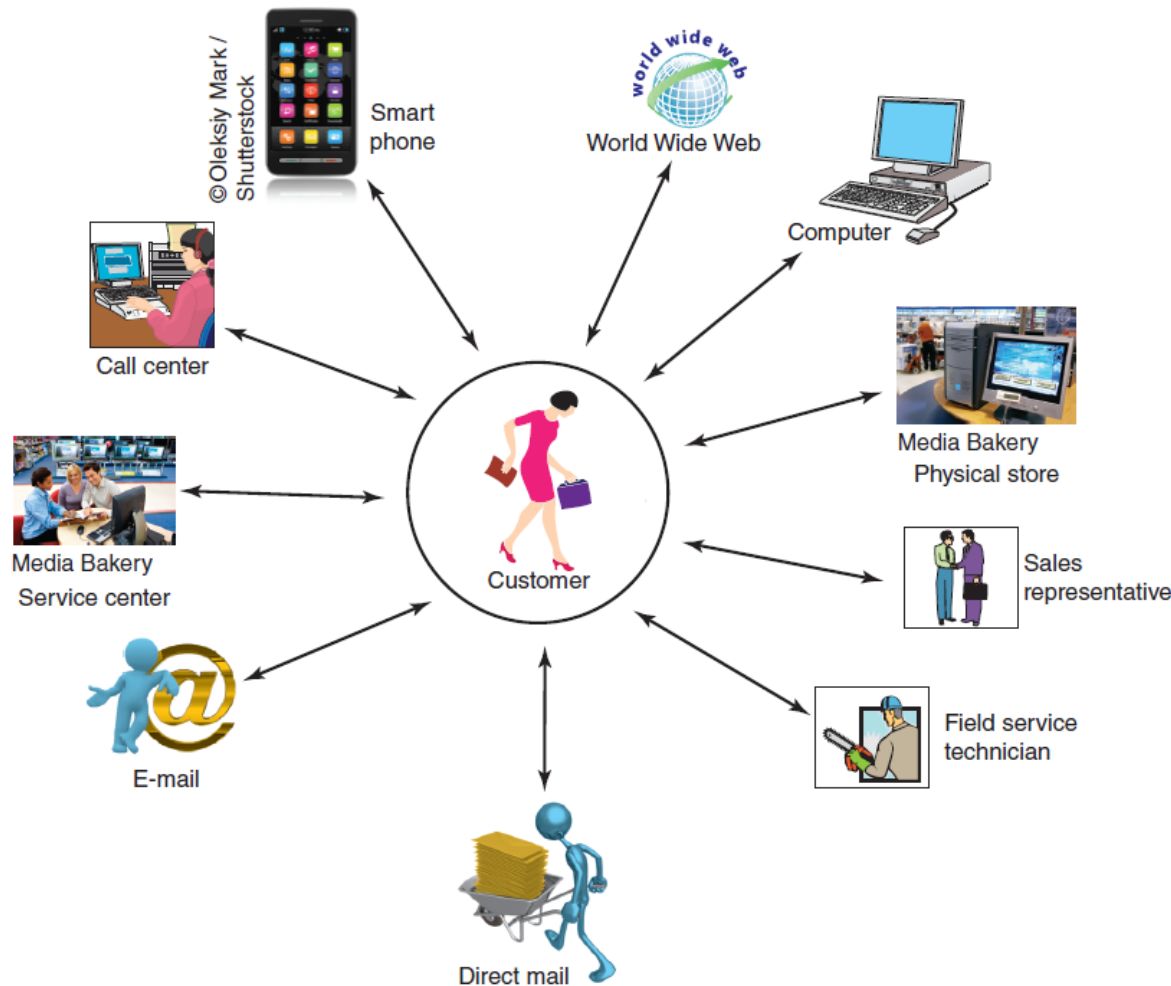 ©Oleksiy Mark /
Shutterstock
Smart
phone
world wide web
World Wide Web
Computer
Call center
Media Bakery
Physical store
Media Bakery
Service center
Customer
Sales
representative
E-mail
Field service
technician
Direct mail